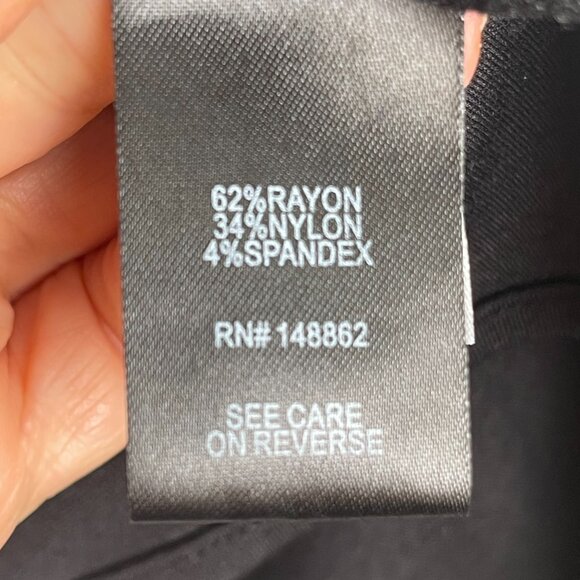 62%RAYON
34%NYLON
4%SPANDEX
RN# 148862
SEE CARE
ON REVERSE